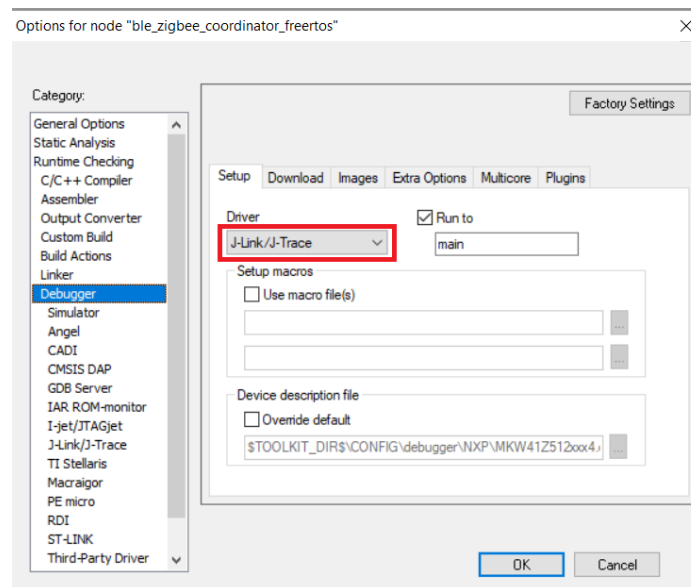 Options for node "ble_zigbee_coordinator_freertos"
Category:
Factory Settings
General Options
Static Analysis
Runtime Checking
C/C++ Compiler
Assembler
Output Converter
Custom Build
Build Actions
Linker
Debugger
Simulator
Angel
CADI
CMSIS DAP
GDB Server
IAR ROM-monitor
I-jet/JTAGjet
J-Link/J-Trace
TI Stellaris
Macraigor
PE micro
RDI
ST-LINK
Third-Party Driver
Setup Download Images Extra Options Multicore Plugins
Driver
Run to
J-Link/J-Trace
main
Setup macros
Use macro file(s)
...
...
Device description file
Override default
$TOOLKIT_DIR$\CONFIG\debugger\NXP\MKW41Z512xxx4.
...
OK Cancel